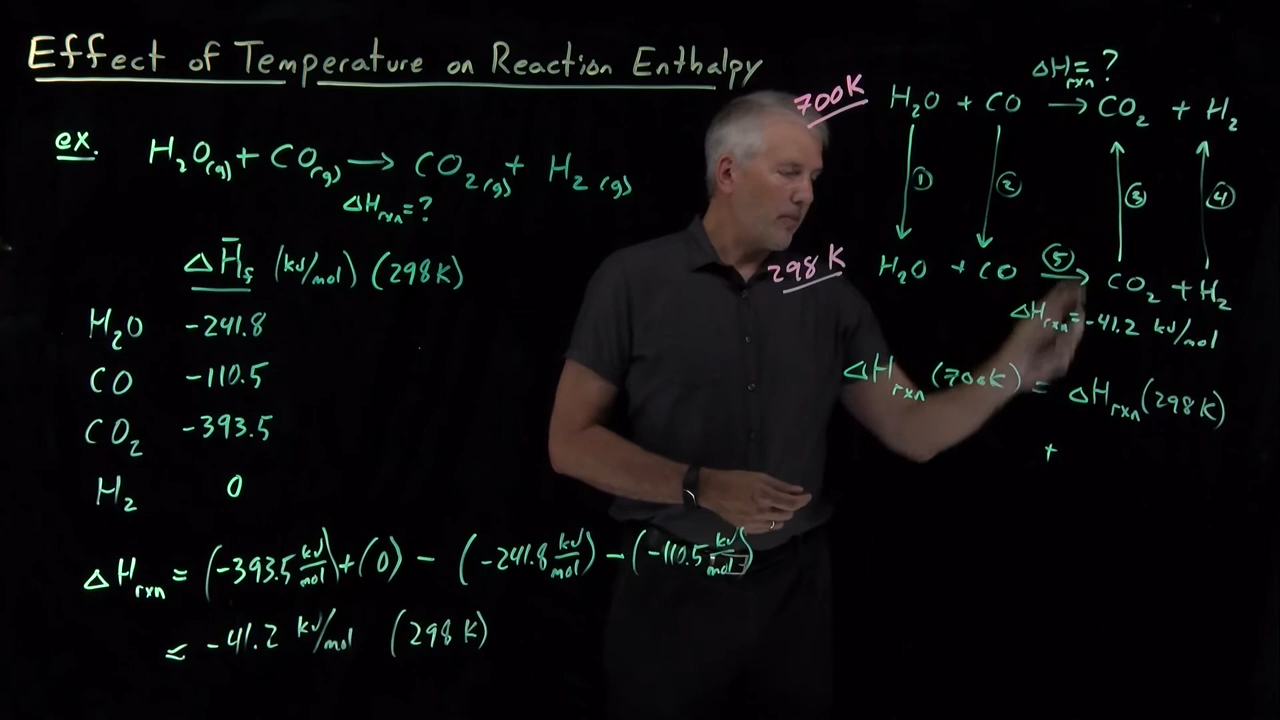 Effect of Temperature on Reaction Enthalpy
ex. H₂O(g) + CO(g) → CO₂(g) + H₂(g)
ΔHrxn = ?
ΔH̄f (kJ/mol) (298K)
H₂O -241.8
CO -110.5
CO₂ -393.5
H₂ 0
ΔHrxn = (-393.5 kJ/mol) + (0) - (-241.8 kJ/mol) - (-110.5 kJ/mol)
= -41.2 kJ/mol (298K)
ΔHrxn = ?
700K H₂O + CO → CO₂ + H₂
① ② ③ ④
298K H₂O + CO ⑤→ CO₂ + H₂
ΔHrxn = -41.2 kJ/mol
ΔHrxn (700K) = ΔHrxn (298K)
+